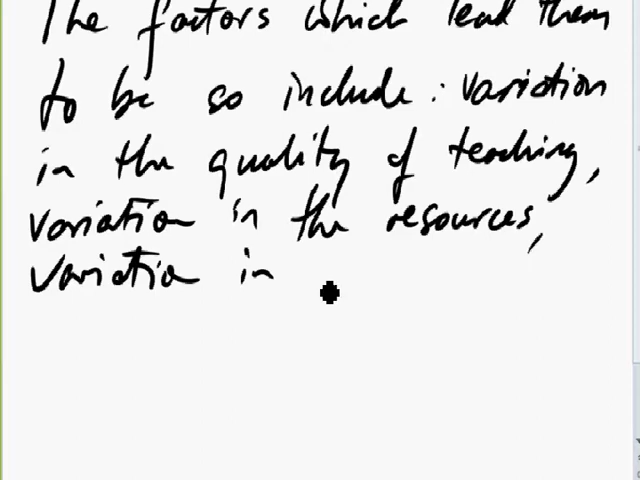 The factors which lead them
to be so include : variation
in the quality of teaching,
variation in the resources,
variation in